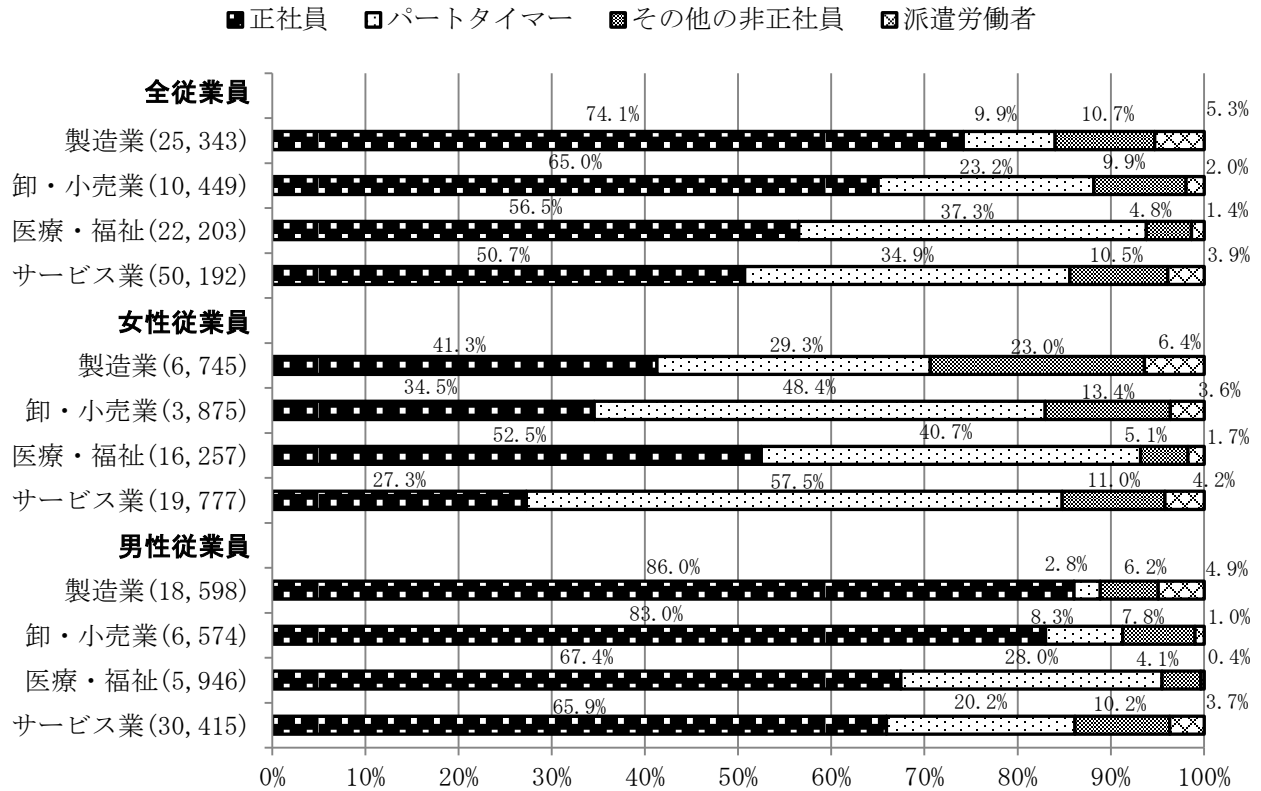 正社員 パートタイマー その他の非正社員 派遣労働者
全従業員
製造業(25,343) 74.1% 9.9% 10.7% 5.3%
卸・小売業(10,449) 65.0% 23.2% 9.9% 2.0%
医療・福祉(22,203) 56.5% 37.3% 4.8% 1.4%
サービス業(50,192) 50.7% 34.9% 10.5% 3.9%
女性従業員
製造業(6,745) 41.3% 29.3% 23.0% 6.4%
卸・小売業(3,875) 34.5% 48.4% 13.4% 3.6%
医療・福祉(16,257) 52.5% 40.7% 5.1% 1.7%
サービス業(19,777) 27.3% 57.5% 11.0% 4.2%
男性従業員
製造業(18,598) 86.0% 2.8% 6.2% 4.9%
卸・小売業(6,574) 83.0% 8.3% 7.8% 1.0%
医療・福祉(5,946) 67.4% 28.0% 4.1% 0.4%
サービス業(30,415) 65.9% 20.2% 10.2% 3.7%
0% 10% 20% 30% 40% 50% 60% 70% 80% 90% 100%